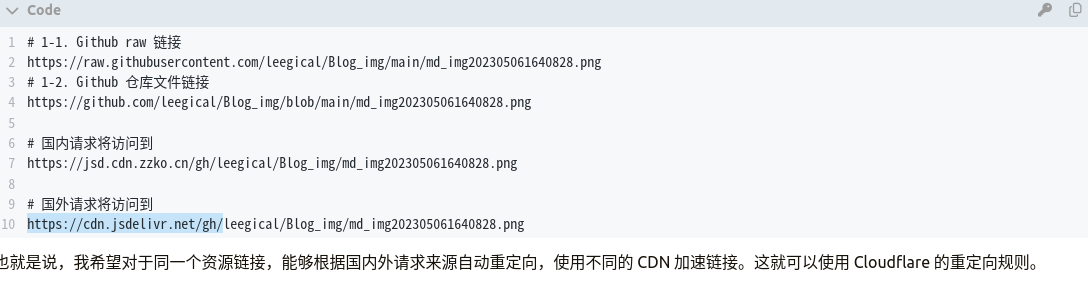 Code
1 # 1-1. Github raw 链接
2 https://raw.githubusercontent.com/leegical/Blog_img/main/md_img202305061640828.png
3 # 1-2. Github 仓库文件链接
4 https://github.com/leegical/Blog_img/blob/main/md_img202305061640828.png
5
6 # 国内请求将访问到
7 https://jsd.cdn.zzko.cn/gh/leegical/Blog_img/md_img202305061640828.png
8
9 # 国外请求将访问到
10 https://cdn.jsdelivr.net/gh/leegical/Blog_img/md_img202305061640828.png
也就是说，我希望对于同一个资源链接，能够根据国内外请求来源自动重定向，使用不同的 CDN 加速链接。这就可以使用 Cloudflare 的重定向规则。